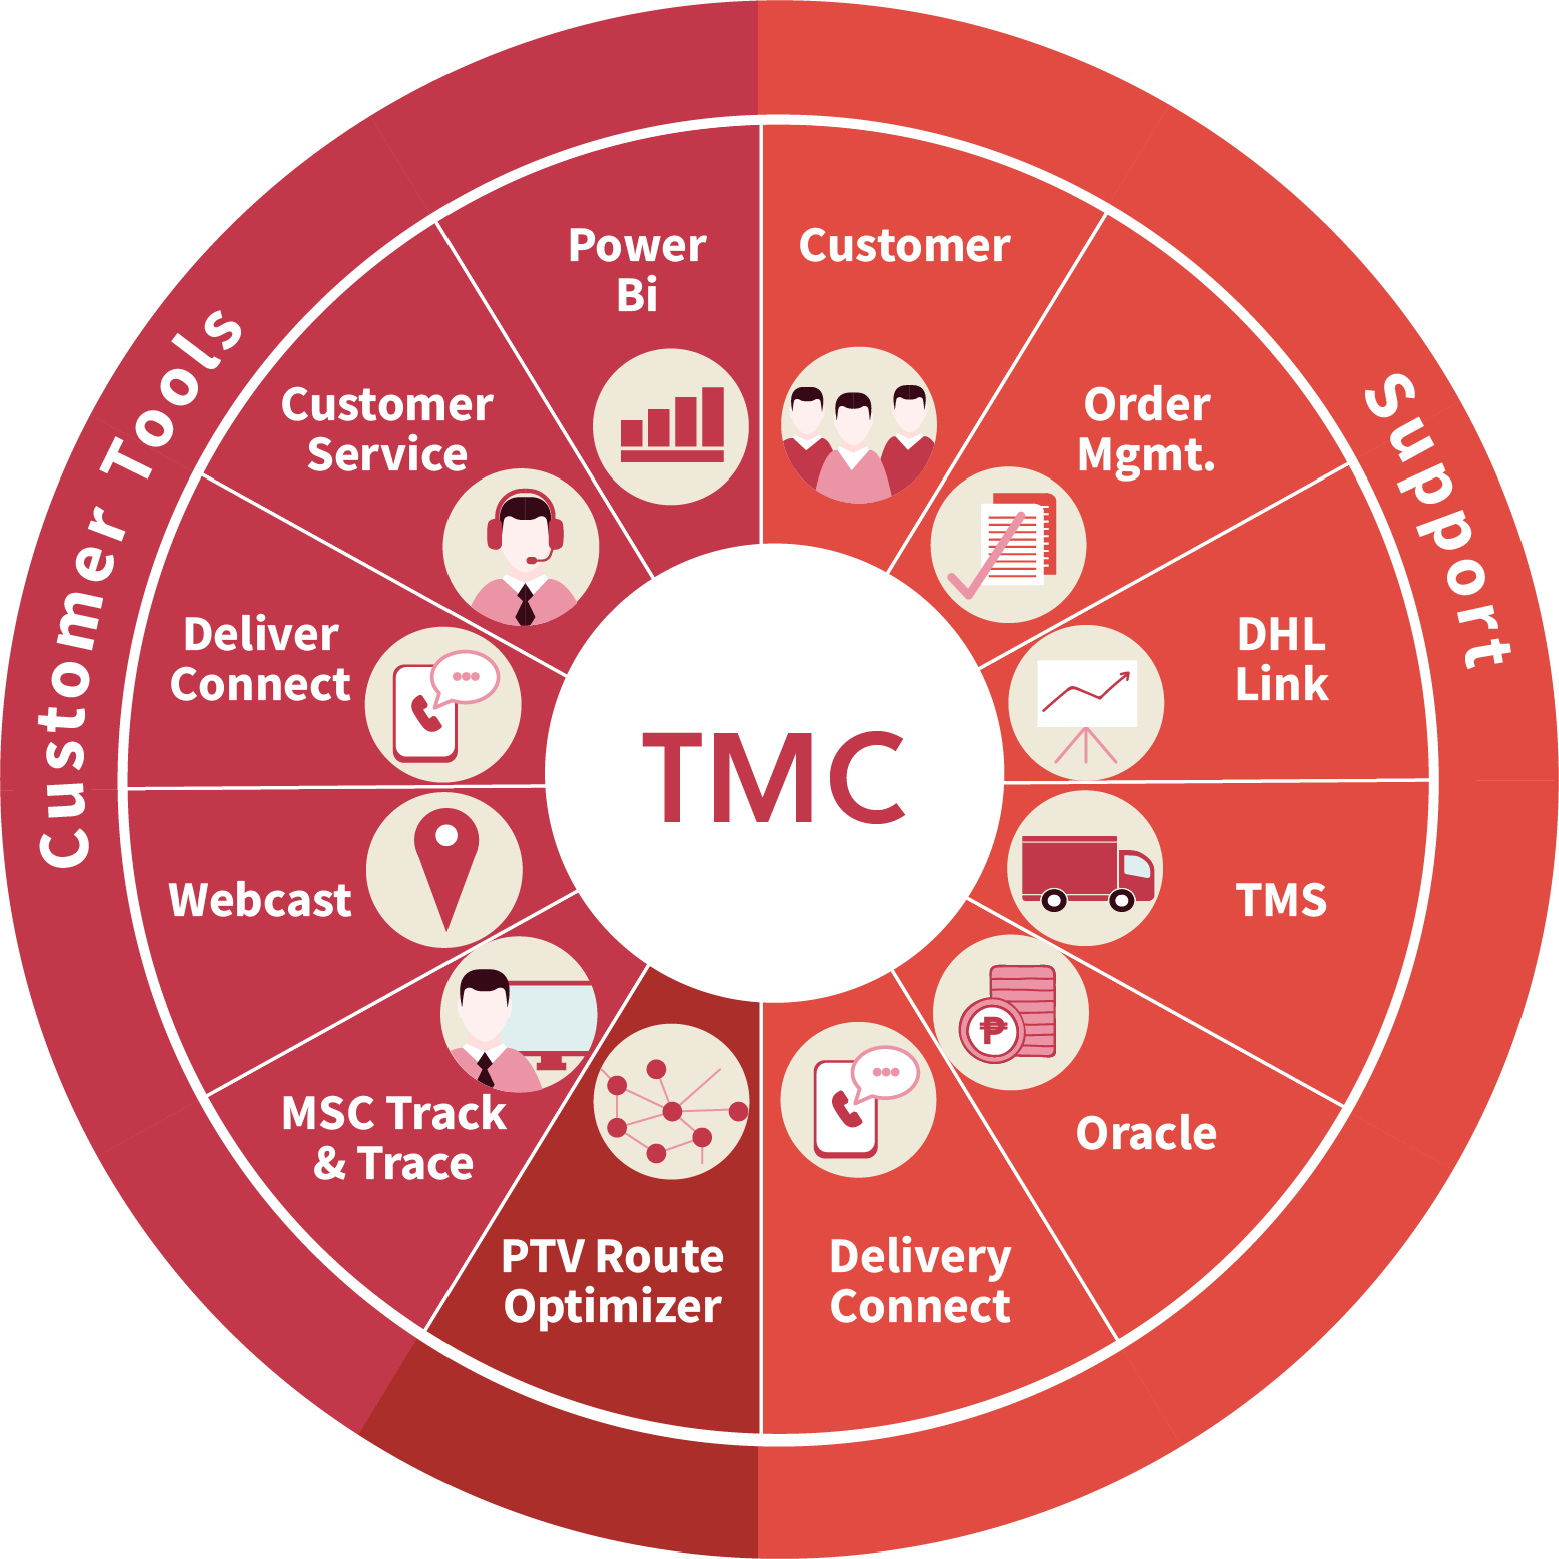 Customer Tools
Support
Power
Bi
Customer
Order
Mgmt.
DHL
Link
TMS
Oracle
Delivery
Connect
PTV Route
Optimizer
MSC Track
& Trace
Webcast
Deliver
Connect
Customer
Service
TMC
₱